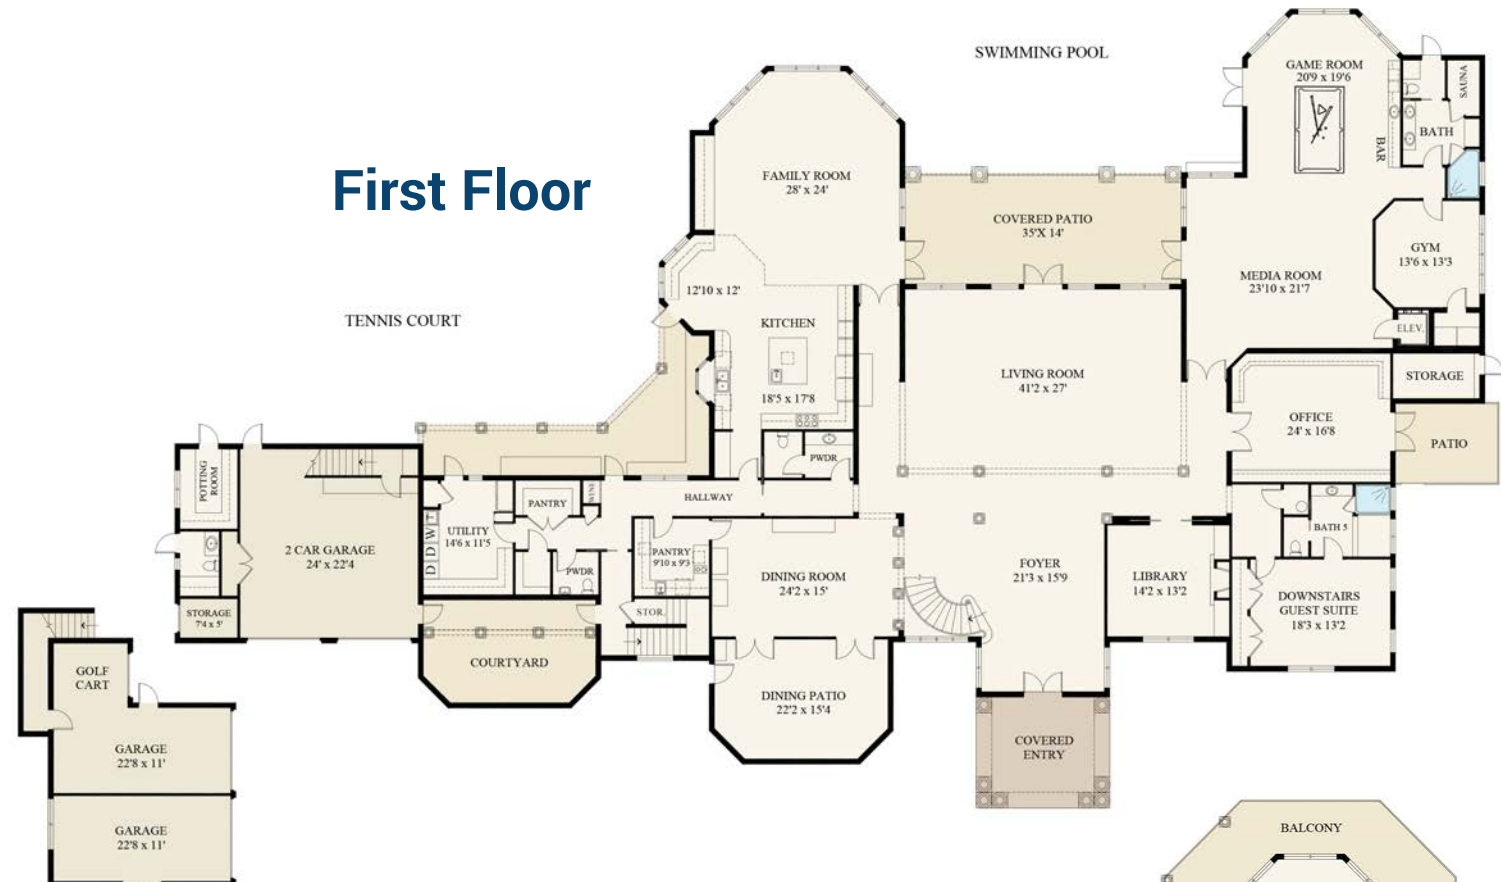 First Floor
SWIMMING POOL
GAME ROOM
20'9 x 19'6
SAUNA
BATH
BAR
FAMILY ROOM
28' x 24'
COVERED PATIO
35'X 14'
GYM
13'6 x 13'3
MEDIA ROOM
23'10 x 21'7
12'10 x 12'
TENNIS COURT
KITCHEN
ELEV.
LIVING ROOM
41'2 x 27'
STORAGE
18'5 x 17'8
OFFICE
24' x 16'8
PATIO
PWDR
POTTING
ROOM
HALLWAY
PANTRY
WINE
UTILITY
14'6 x 11'5
D D W T
BATH 5
2 CAR GARAGE
24' x 22'4
PANTRY
9'10 x 9'3
PWDR
DINING ROOM
24'2 x 15'
FOYER
21'3 x 15'9
LIBRARY
14'2 x 13'2
DOWNSTAIRS
GUEST SUITE
18'3 x 13'2
STORAGE
7'4 x 5'
STOR.
COURTYARD
GOLF
CART
DINING PATIO
22'2 x 15'4
COVERED
ENTRY
GARAGE
22'8 x 11'
GARAGE
22'8 x 11'
BALCONY